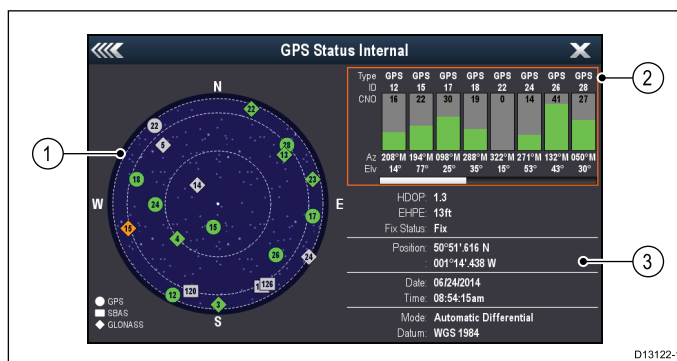 GPS Status Internal
N
W
E
S
22
5
22
28
13
18
14
23
24
17
15
15
4
26
24
12
120
126
3
GPS
SBAS
GLONASS
Type GPS GPS GPS GPS GPS GPS GPS GPS
ID 12 15 17 18 22 24 26 28
CNO 16 22 30 19 0 14 41 27
Az 208°M 194°M 098°M 288°M 322°M 271°M 132°M 050°M
Elv 14° 77° 25° 35° 15° 53° 43° 30°
HDOP: 1.3
EHPE: 13ft
Fix Status: Fix
Position: 50°51'.616 N
: 001°14'.438 W
Date: 06/24/2014
Time: 08:54:15am
Mode: Automatic Differential
Datum: WGS 1984
1
2
3